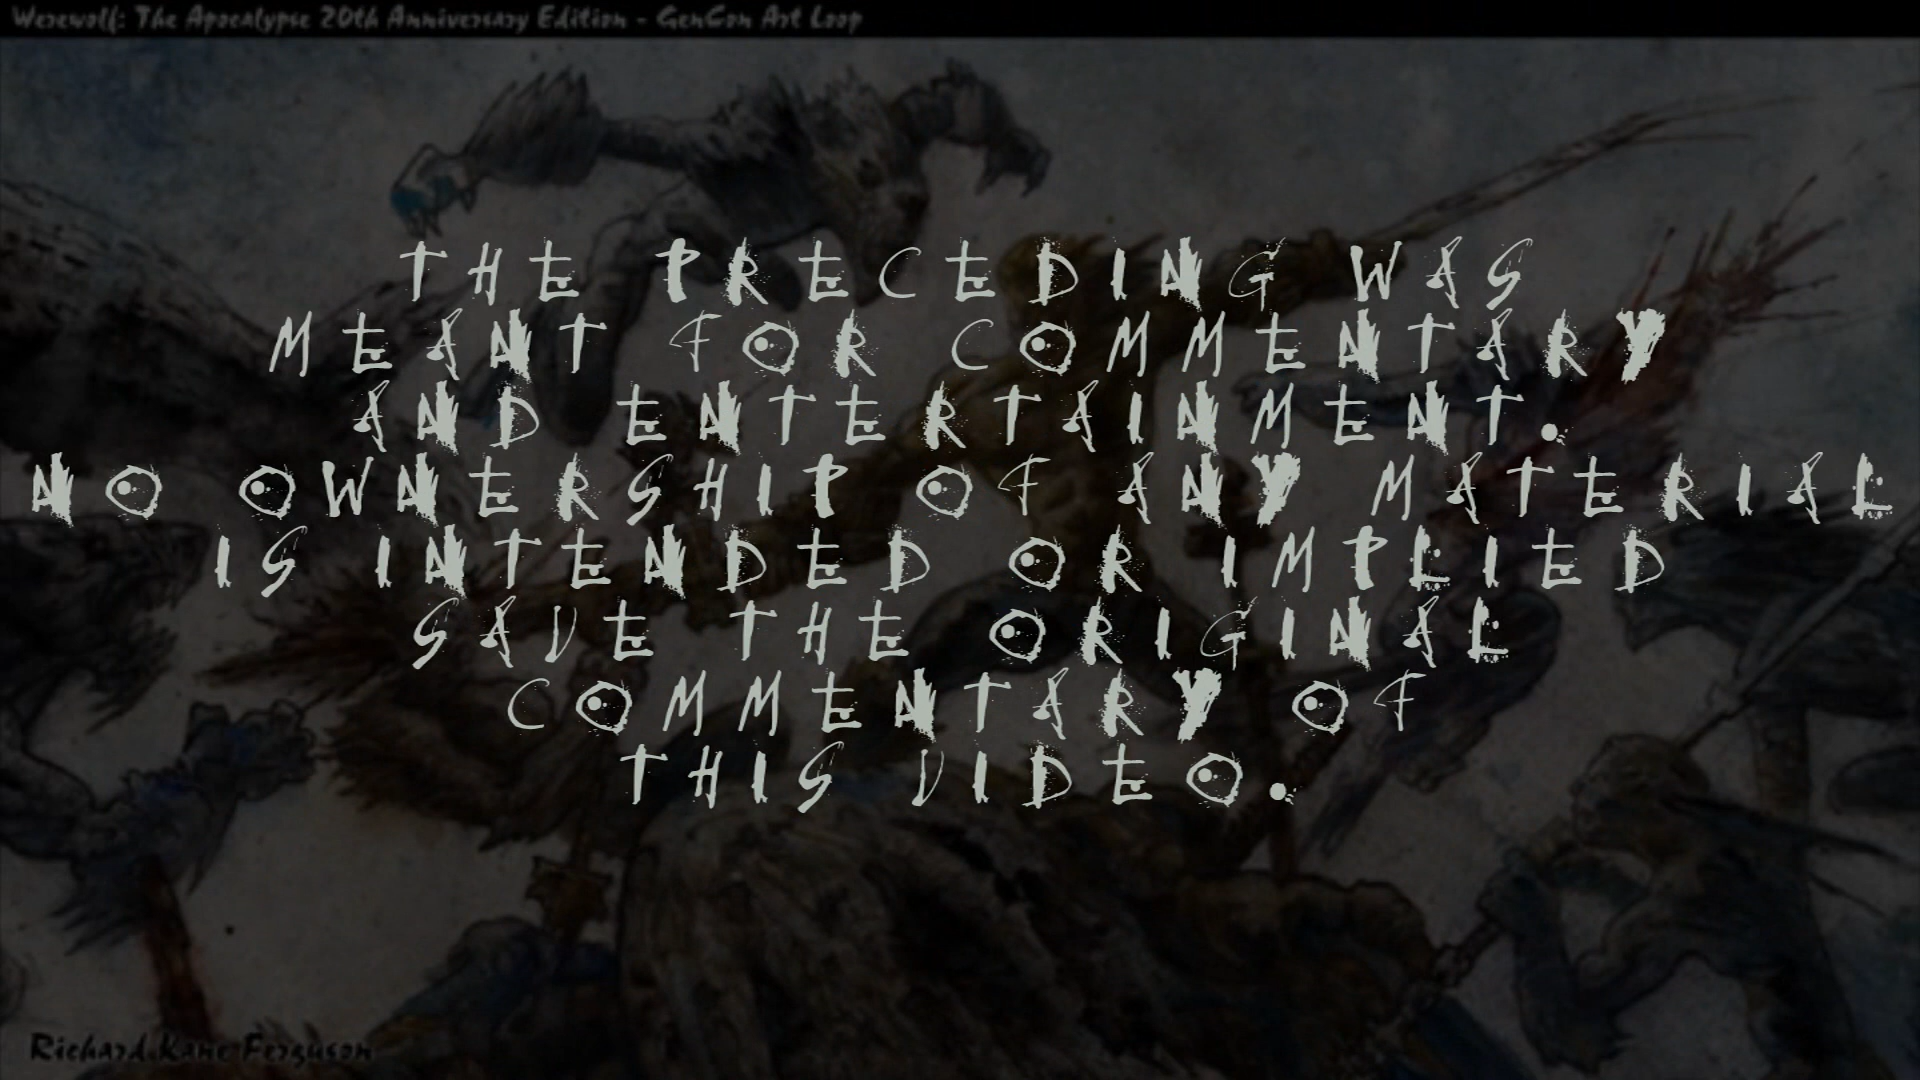 Werewolf: The Apocalypse 20th Anniversary Edition - GenCon Art Loop
THE PRECEDING WAS
MEANT FOR COMMENTARY
AND ENTERTAINMENT.
NO OWNERSHIP OF ANY MATERIAL
IS INTENDED OR IMPLIED
SAVE THE ORIGINAL
COMMENTARY OF
THIS VIDEO.
Richard Kane Ferguson